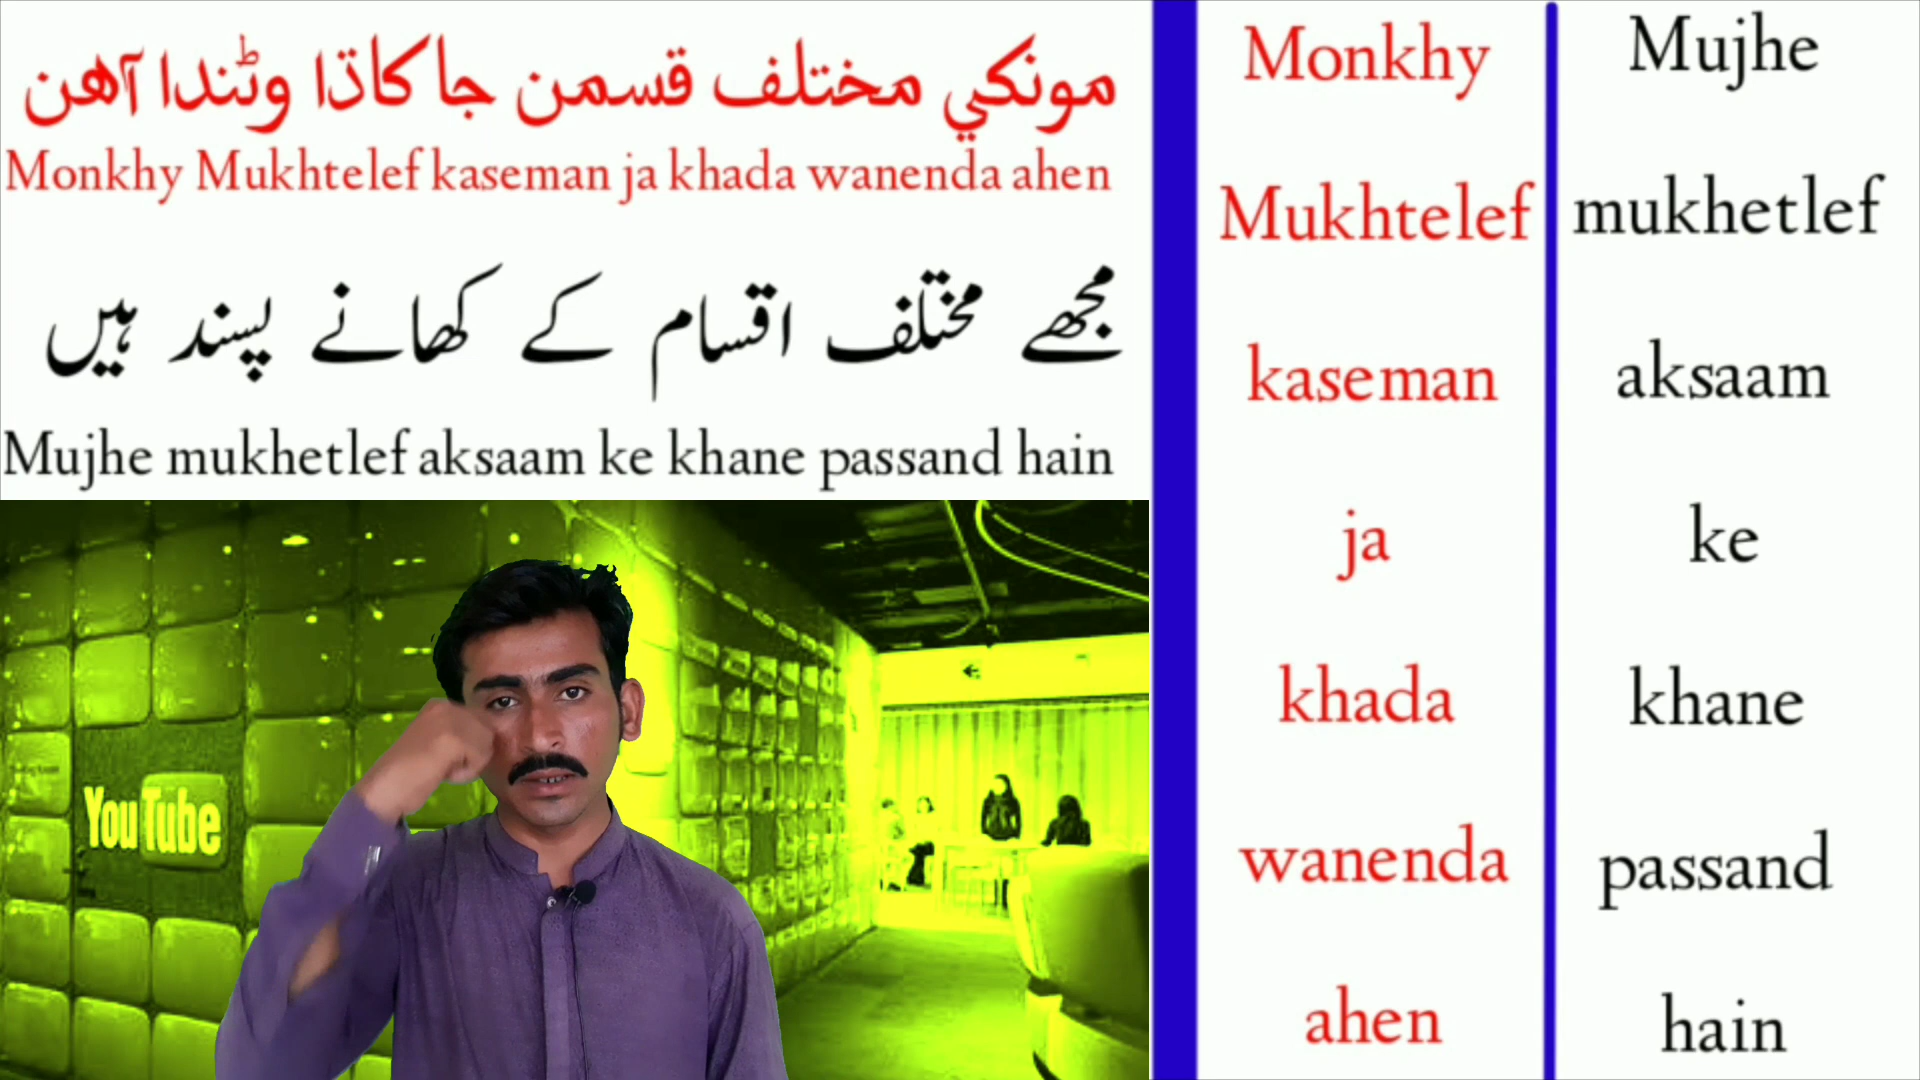 مونکي مختلف قسمن جا کاڌا وڻندا آهن
Monkhy Mukhtelef kaseman ja khada wanenda ahen
مجھے مختلف اقسام کے کھانے پسند ہیں
Mujhe mukhetlef aksaam ke khane passand hain
YouTube
Monkhy Mujhe
Mukhtelef mukhetlef
kaseman aksaam
ja ke
khada khane
wanenda passand
ahen hain